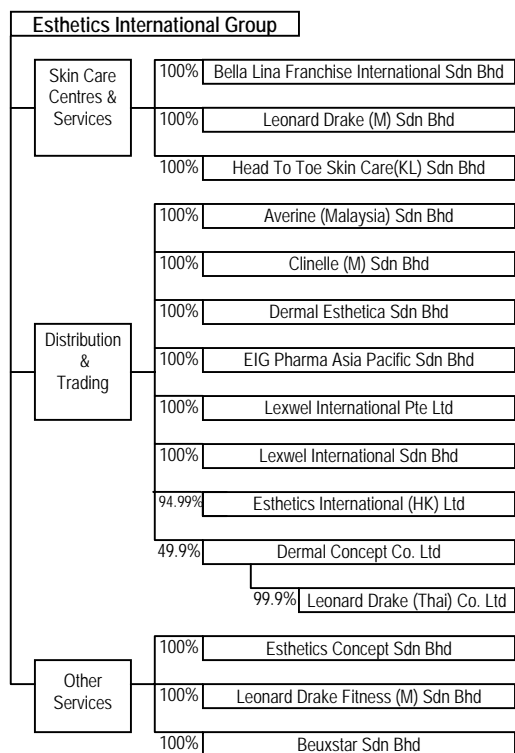 Esthetics International Group
Skin Care
Centres &
Services
100% Bella Lina Franchise International Sdn Bhd
100% Leonard Drake (M) Sdn Bhd
100% Head To Toe Skin Care(KL) Sdn Bhd
Distribution
&
Trading
100% Averine (Malaysia) Sdn Bhd
100% Clinelle (M) Sdn Bhd
100% Dermal Esthetica Sdn Bhd
100% EIG Pharma Asia Pacific Sdn Bhd
100% Lexwel International Pte Ltd
100% Lexwel International Sdn Bhd
94.99% Esthetics International (HK) Ltd
49.9% Dermal Concept Co. Ltd
99.9% Leonard Drake (Thai) Co. Ltd
Other
Services
100% Esthetics Concept Sdn Bhd
100% Leonard Drake Fitness (M) Sdn Bhd
100% Beuxstar Sdn Bhd